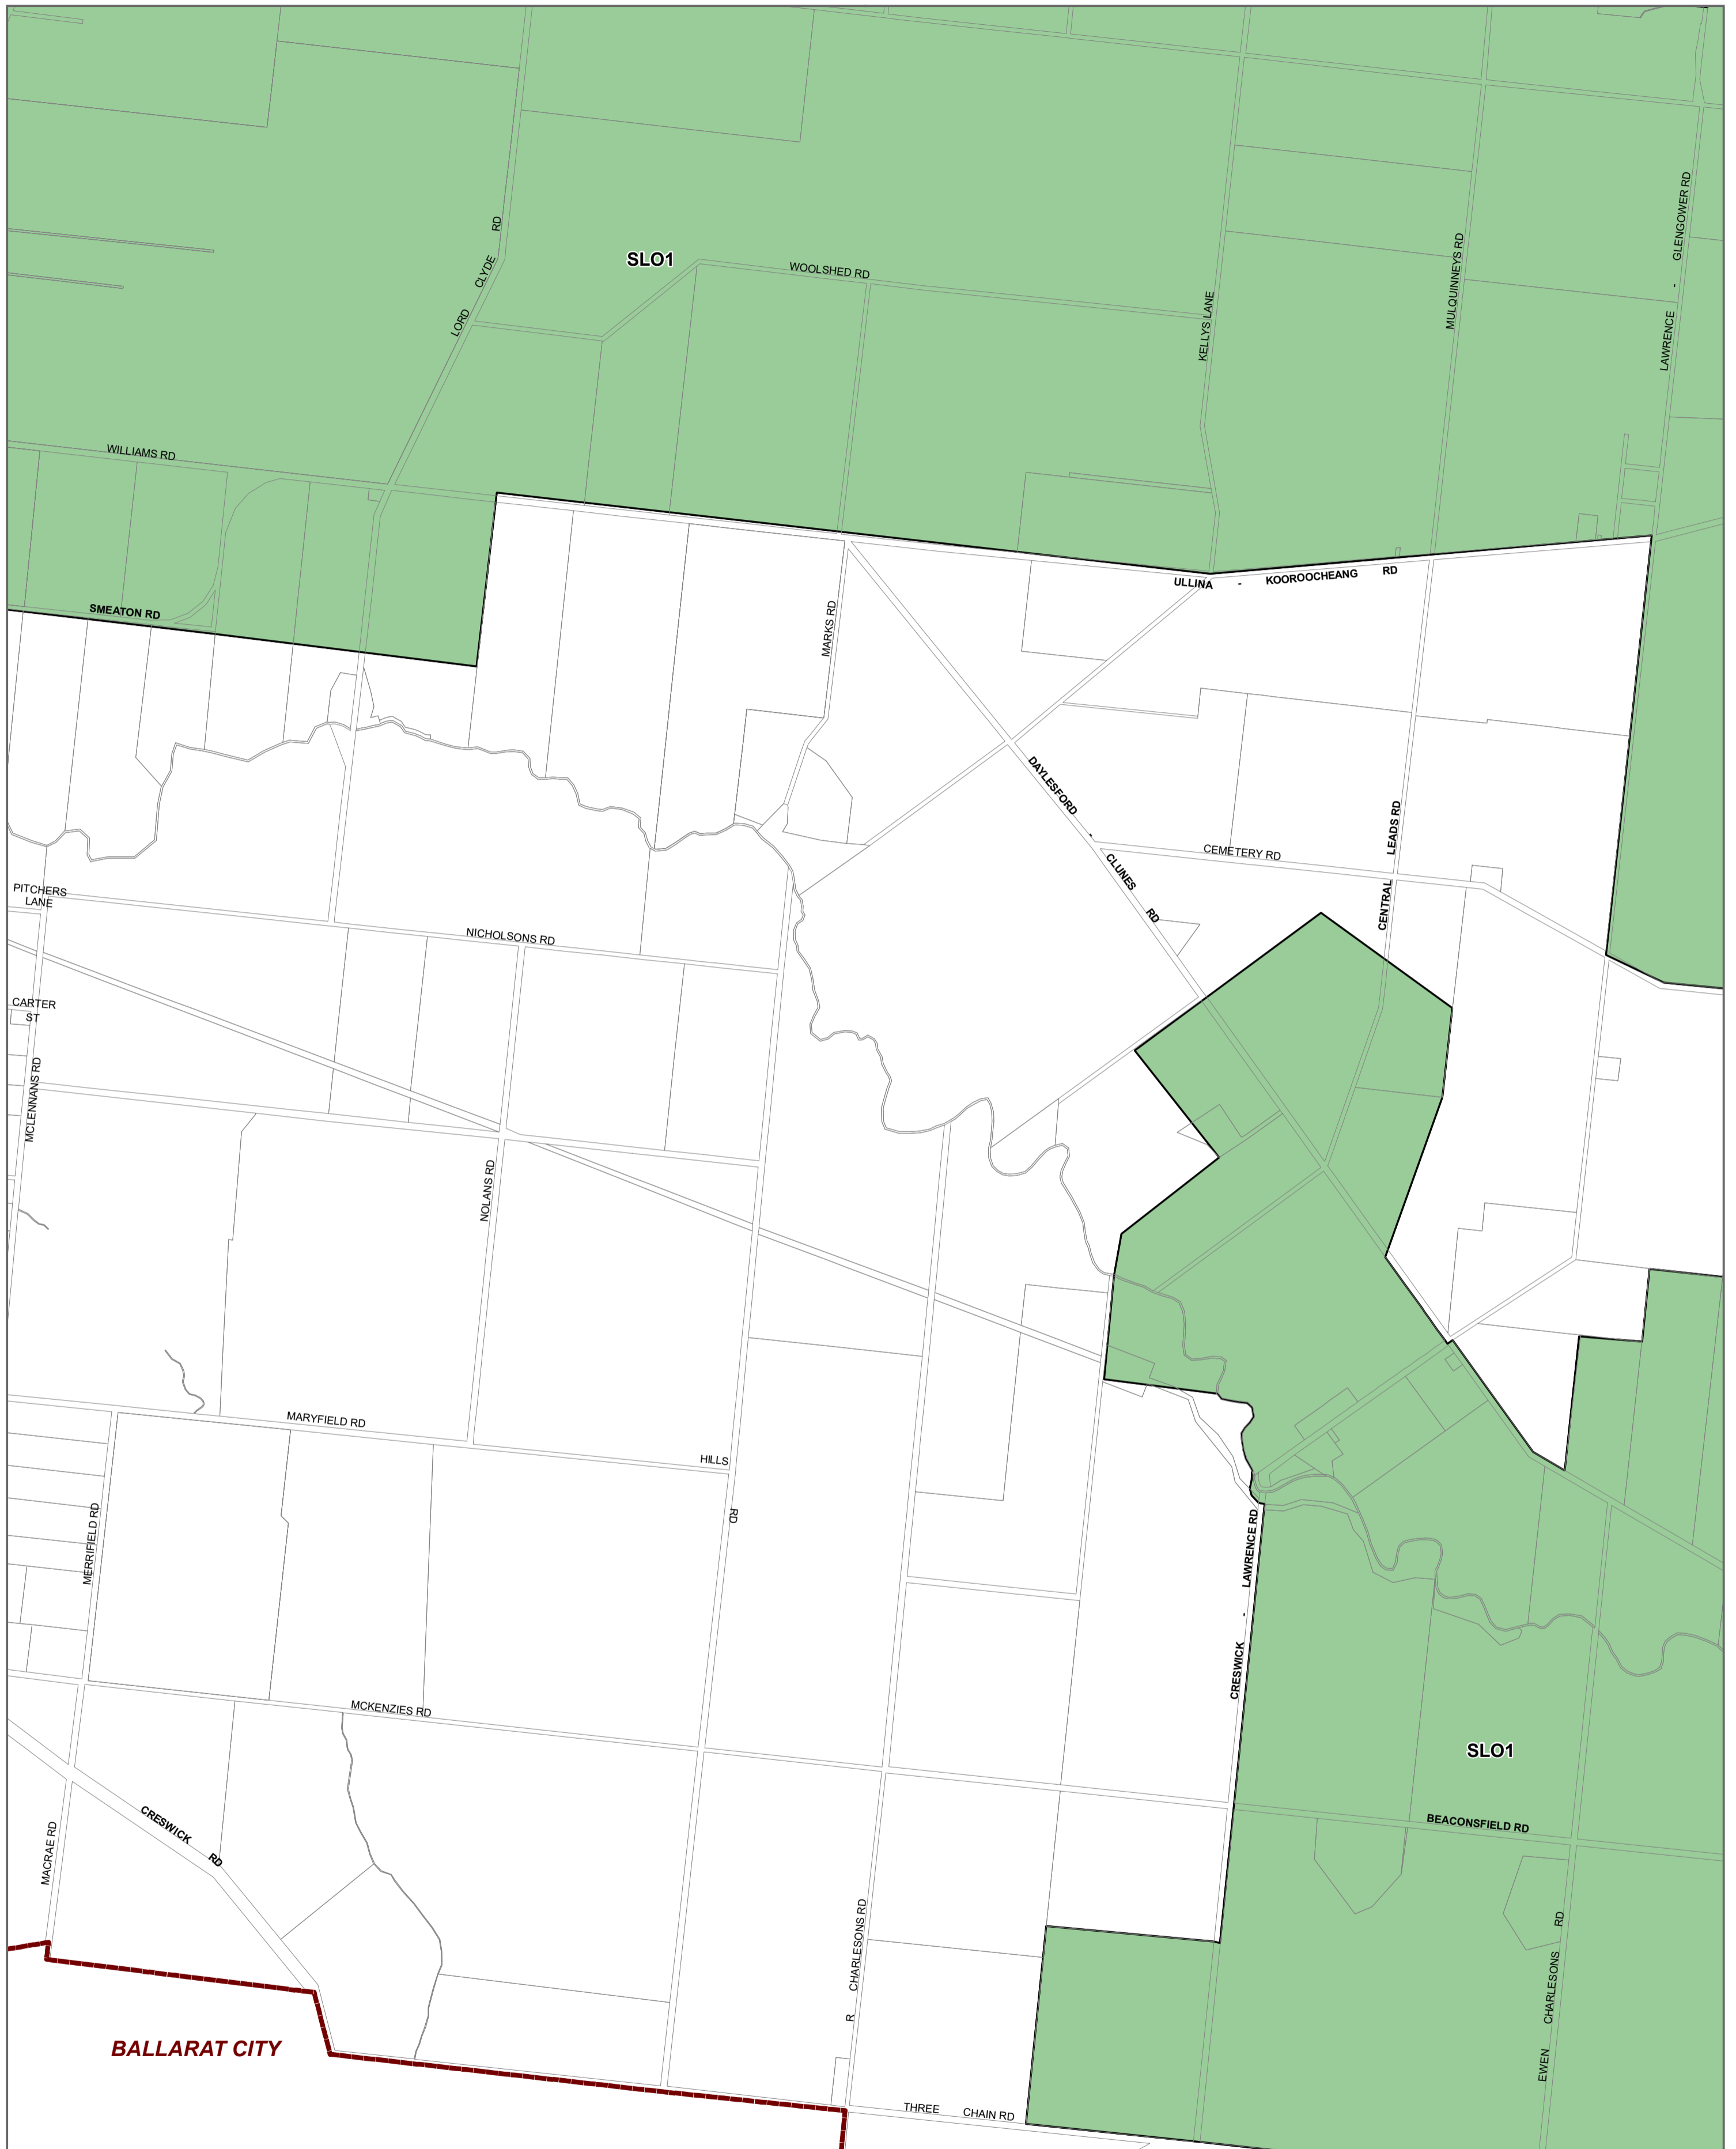 GLENGOWER RD
-
LAWRENCE
RD
CLYDE
LORD
SLO1
WOOLSHED RD
KELLYS LANE
MULQUINNEYS RD
WILLIAMS RD
SMEATON RD
ULLINA - KOOROOCHEANG RD
MARKS RD
DAYLESFORD
-
CLUNES
RD
LEADS RD
CENTRAL
CEMETERY RD
PITCHERS
LANE
NICHOLSONS RD
CARTER
ST
MCLENNANS RD
NOLANS RD
MARYFIELD RD
HILLS
RD
MERRIFIELD RD
LAWRENCE RD
-
CRESWICK
MCKENZIES RD
SLO1
BEACONSFIELD RD
CRESWICK
RD
MACRAE RD
CHARLESONS RD
R
RD
CHARLESONS
EWEN
BALLARAT CITY
THREE CHAIN RD